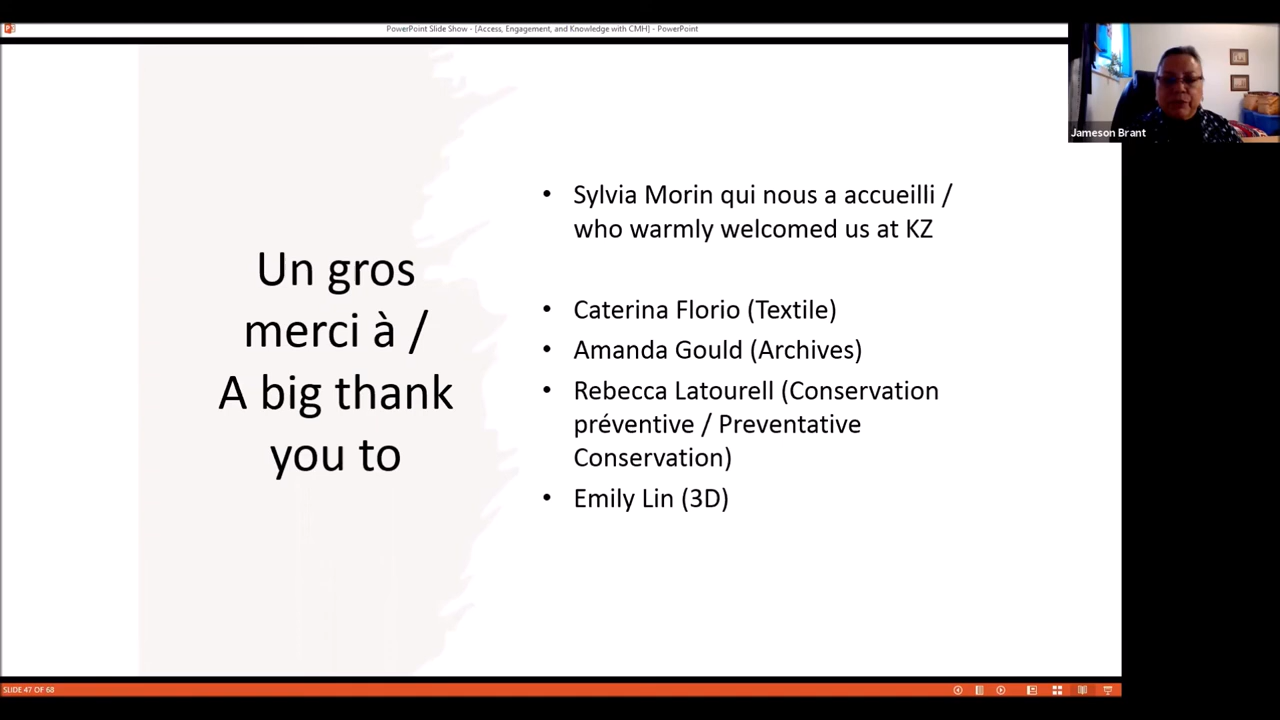 PowerPoint Slide Show - [Access, Engagement, and Knowledge with CMH] - PowerPoint
Jameson Brant
Un gros
merci à /
A big thank
you to
• Sylvia Morin qui nous a accueilli /
who warmly welcomed us at KZ
• Caterina Florio (Textile)
• Amanda Gould (Archives)
• Rebecca Latourell (Conservation
préventive / Preventative
Conservation)
• Emily Lin (3D)
SLIDE 47 OF 68